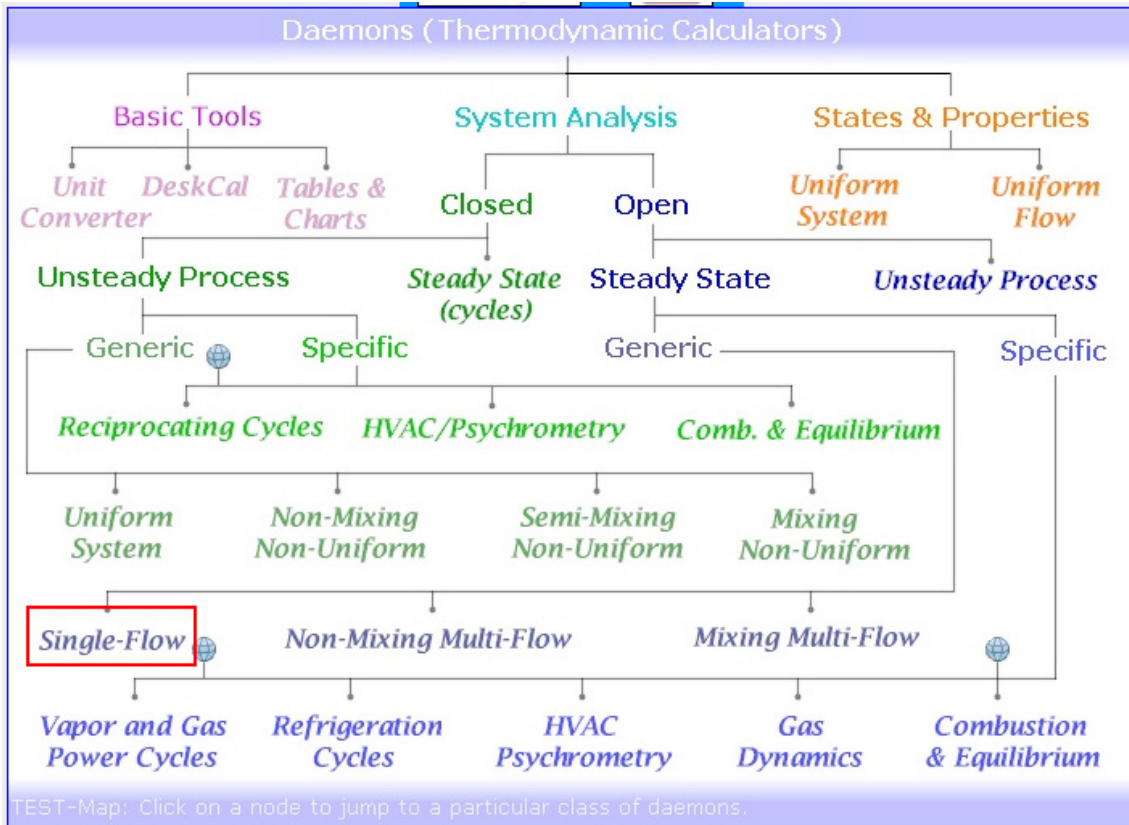 Daemons (Thermodynamic Calculators)
Basic Tools
System Analysis
States & Properties
Unit
Converter
DeskCal
Tables &
Charts
Closed
Open
Uniform
System
Uniform
Flow
Unsteady Process
Steady State
(cycles)
Steady State
Unsteady Process
Generic
Specific
Generic
Specific
Reciprocating Cycles
HVAC/Psychrometry
Comb. & Equilibrium
Uniform
System
Non-Mixing
Non-Uniform
Semi-Mixing
Non-Uniform
Mixing
Non-Uniform
Single-Flow
Non-Mixing Multi-Flow
Mixing Multi-Flow
Vapor and Gas
Power Cycles
Refrigeration
Cycles
HVAC
Psychrometry
Gas
Dynamics
Combustion
& Equilibrium
TEST-Map: Click on a node to jump to a particular class of daemons.